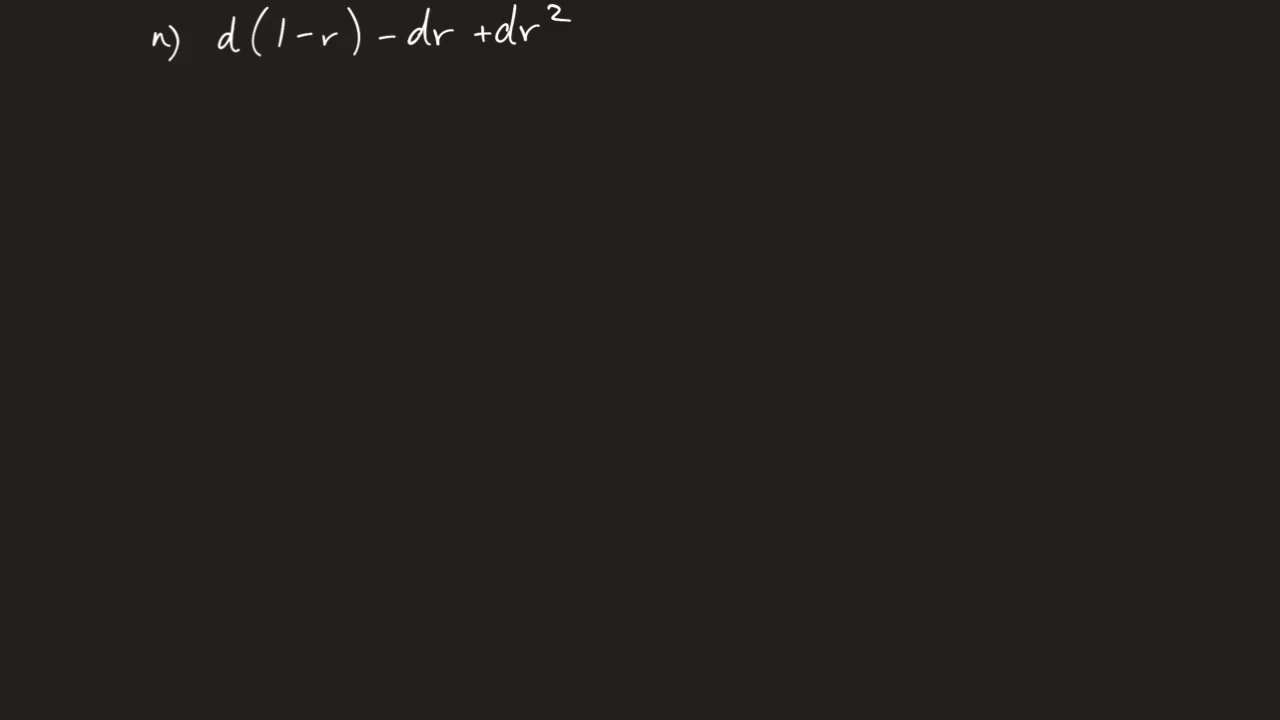 n) d(1-r) - dr + dr²